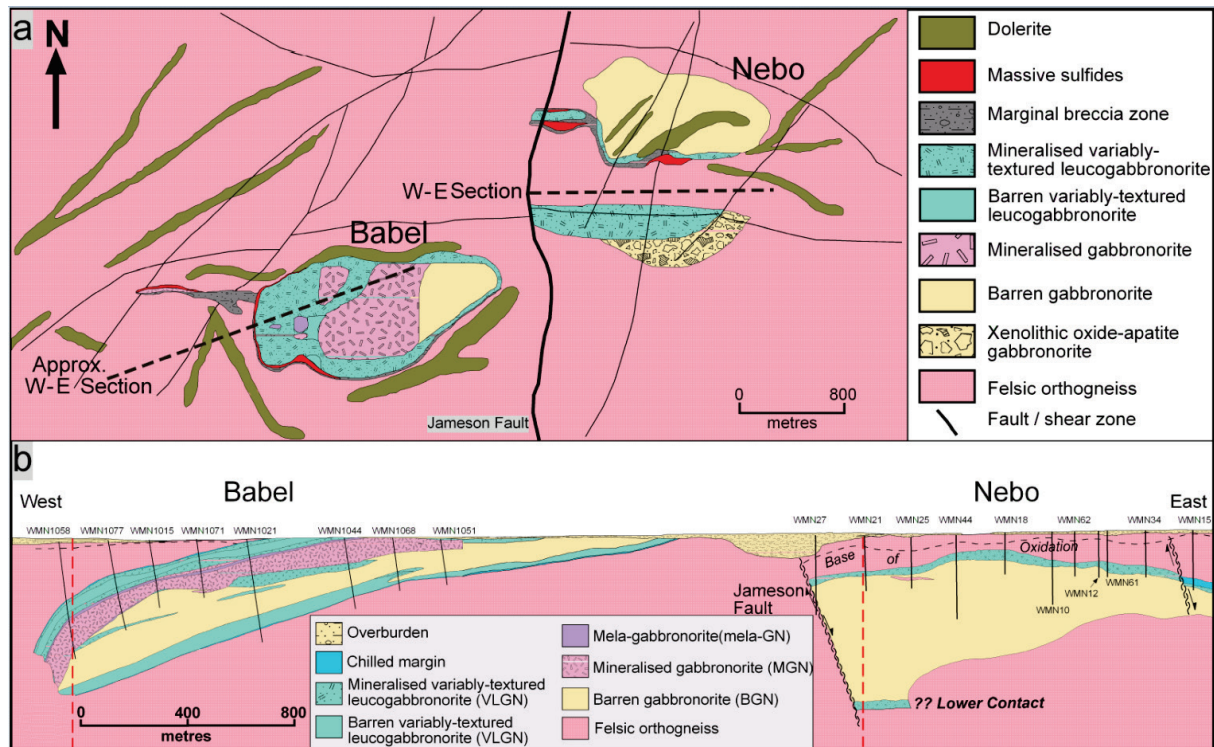 a
N
Nebo
W-E Section
Babel
Approx.
W-E Section
Jameson Fault
0 800
metres
Dolerite
Massive sulfides
Marginal breccia zone
Mineralised variably-
textured leucogabbronorite
Barren variably-textured
leucogabbronorite
Mineralised gabbronorite
Barren gabbronorite
Xenolithic oxide-apatite
gabbronorite
Felsic orthogneiss
Fault / shear zone
b
West Babel Nebo East
WMN1058 WMN1077 WMN1015 WMN1071 WMN1021 WMN1044 WMN1068 WMN1051 WMN27 WMN21 WMN25 WMN44 WMN18 WMN62 WMN34 WMN15
Base of Oxidation
Jameson
Fault
WMN12 WMN61
WMN10
?? Lower Contact
0 400 800
metres
Overburden
Chilled margin
Mineralised variably-textured
leucogabbronorite (VLGN)
Barren variably-textured
leucogabbronorite (VLGN)
Mela-gabbronorite(mela-GN)
Mineralised gabbronorite (MGN)
Barren gabbronorite (BGN)
Felsic orthogneiss